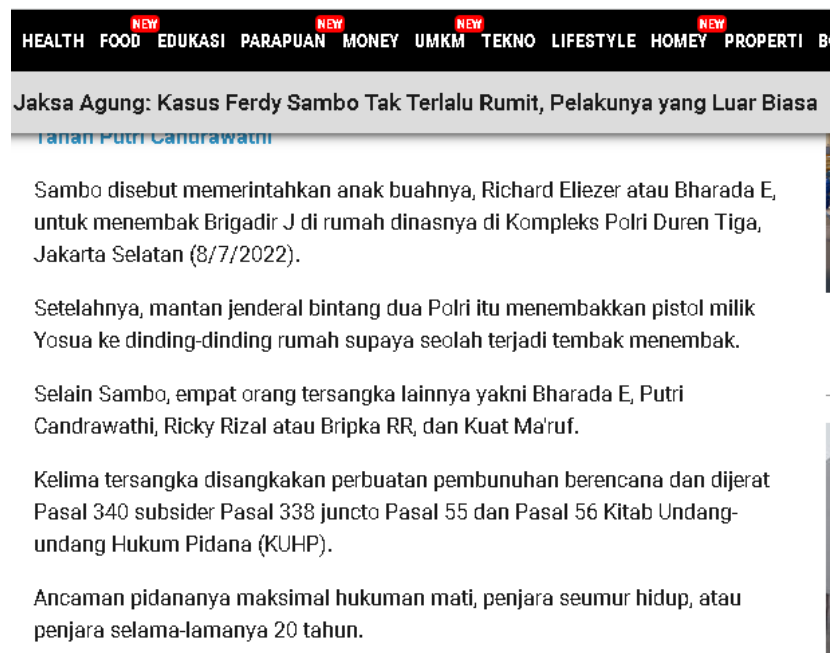 NEW NEW NEW NEW
HEALTH FOOD EDUKASI PARAPUAN MONEY UMKM TEKNO LIFESTYLE HOMEY PROPERTI
Jaksa Agung: Kasus Ferdy Sambo Tak Terlalu Rumit, Pelakunya yang Luar Biasa
Tahan Putri Candrawathi
Sambo disebut memerintahkan anak buahnya, Richard Eliezer atau Bharada E,
untuk menembak Brigadir J di rumah dinasnya di Kompleks Polri Duren Tiga,
Jakarta Selatan (8/7/2022).
Setelahnya, mantan jenderal bintang dua Polri itu menembakkan pistol milik
Yosua ke dinding-dinding rumah supaya seolah terjadi tembak menembak.
Selain Sambo, empat orang tersangka lainnya yakni Bharada E, Putri
Candrawathi, Ricky Rizal atau Bripka RR, dan Kuat Ma'ruf.
Kelima tersangka disangkakan perbuatan pembunuhan berencana dan dijerat
Pasal 340 subsider Pasal 338 juncto Pasal 55 dan Pasal 56 Kitab Undang-
undang Hukum Pidana (KUHP).
Ancaman pidananya maksimal hukuman mati, penjara seumur hidup, atau
penjara selama-lamanya 20 tahun.